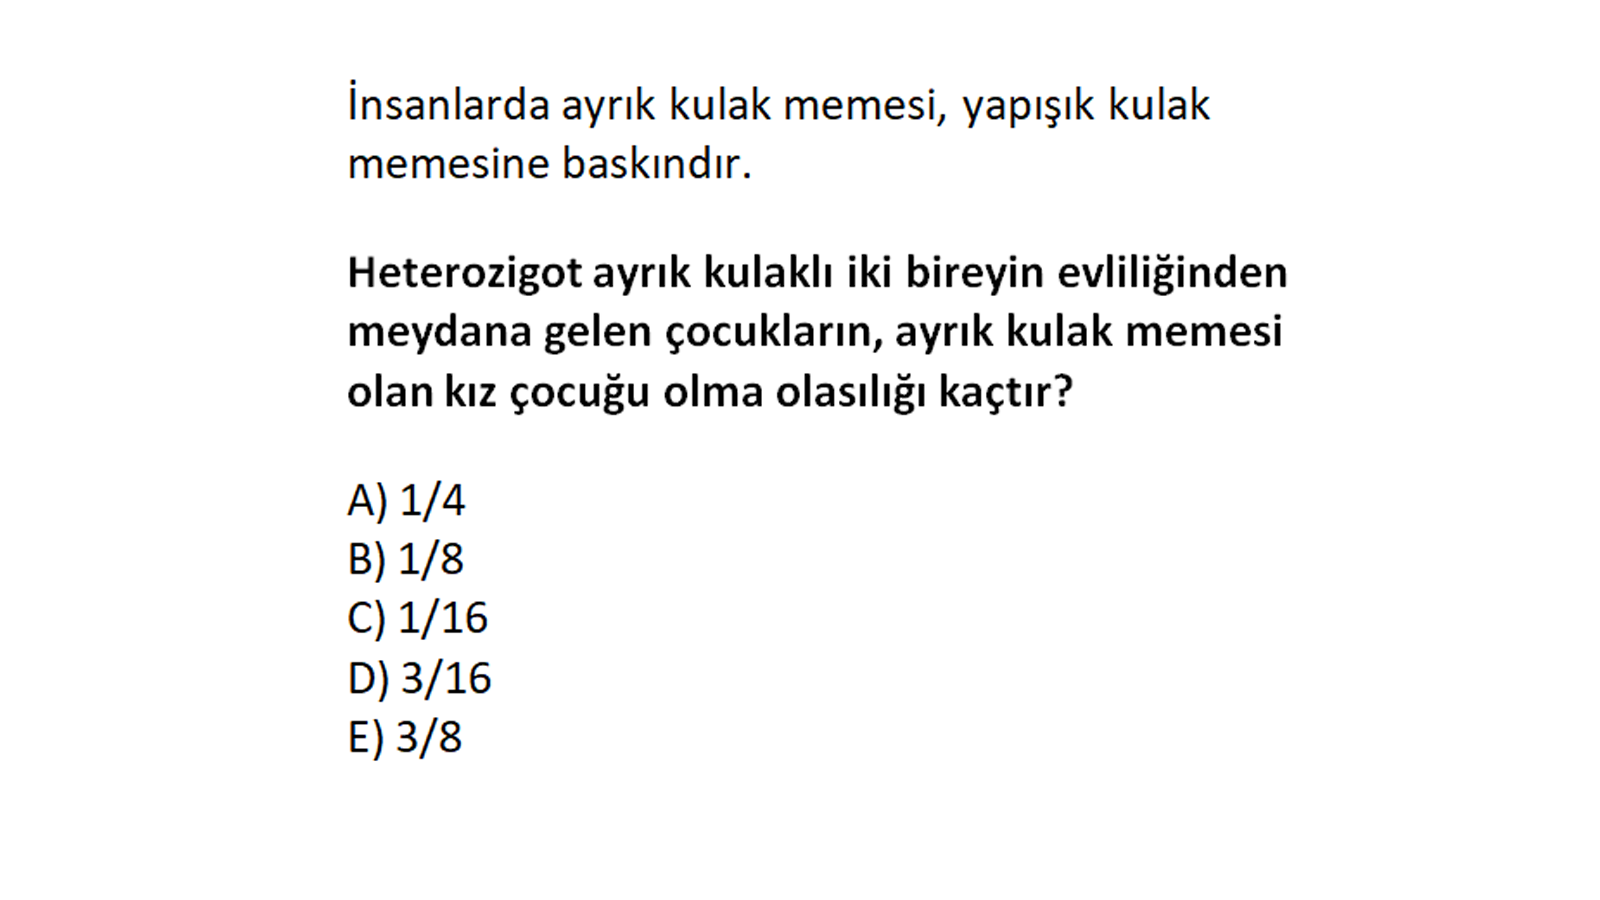 İnsanlarda ayrık kulak memesi, yapışık kulak
memesine baskındır.
Heterozigot ayrık kulaklı iki bireyin evliliğinden
meydana gelen çocukların, ayrık kulak memesi
olan kız çocuğu olma olasılığı kaçtır?
A) 1/4
B) 1/8
C) 1/16
D) 3/16
E) 3/8